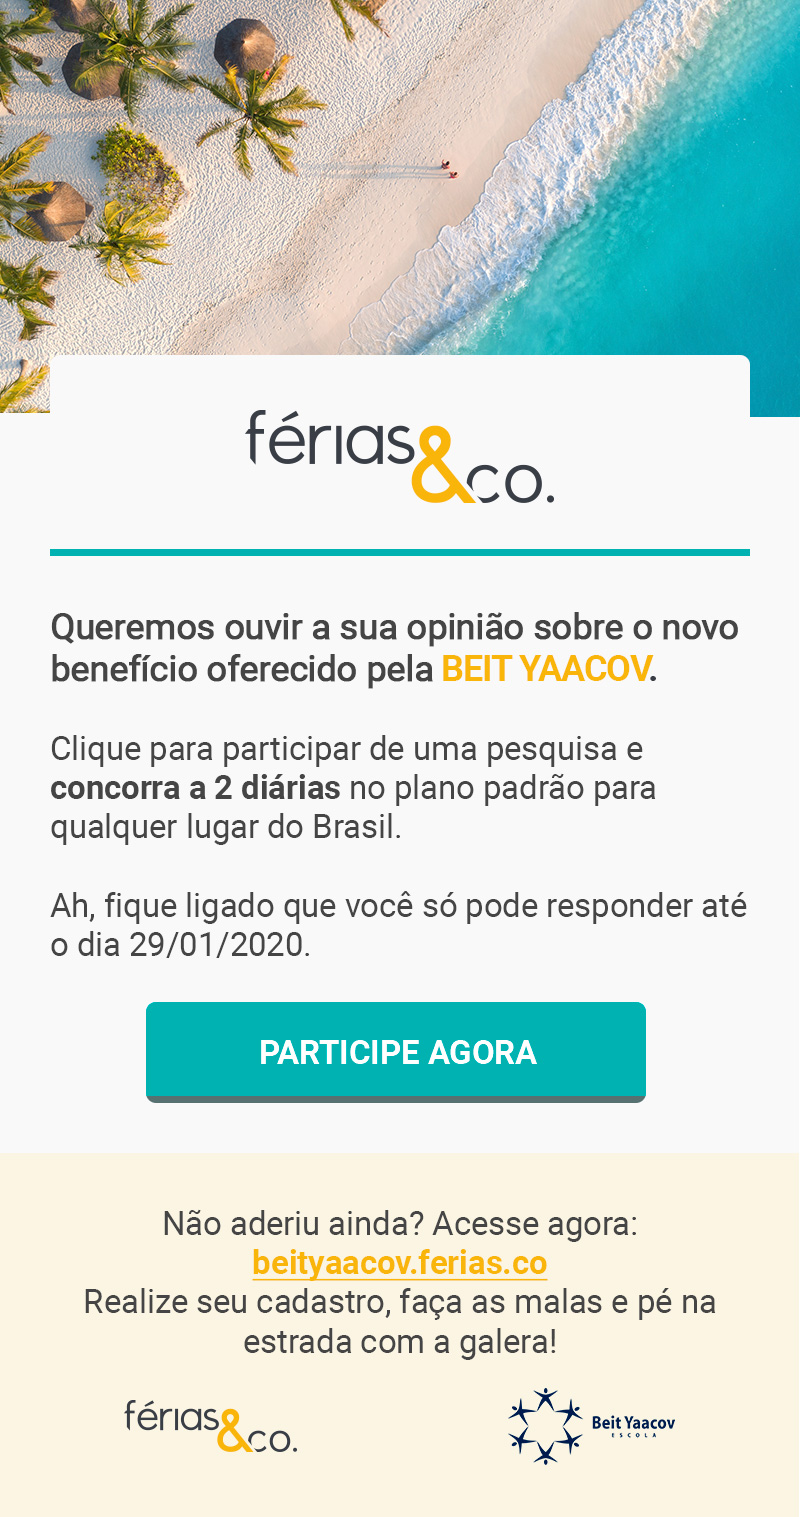 férias&co.
Queremos ouvir a sua opinião sobre o novo
benefício oferecido pela BEIT YAACOV.
Clique para participar de uma pesquisa e
concorra a 2 diárias no plano padrão para
qualquer lugar do Brasil.
Ah, fique ligado que você só pode responder até
o dia 29/01/2020.
PARTICIPE AGORA
Não aderiu ainda? Acesse agora:
beityaacov.ferias.co
Realize seu cadastro, faça as malas e pé na
estrada com a galera!
férias&co.
Beit Yaacov
ESCOLA